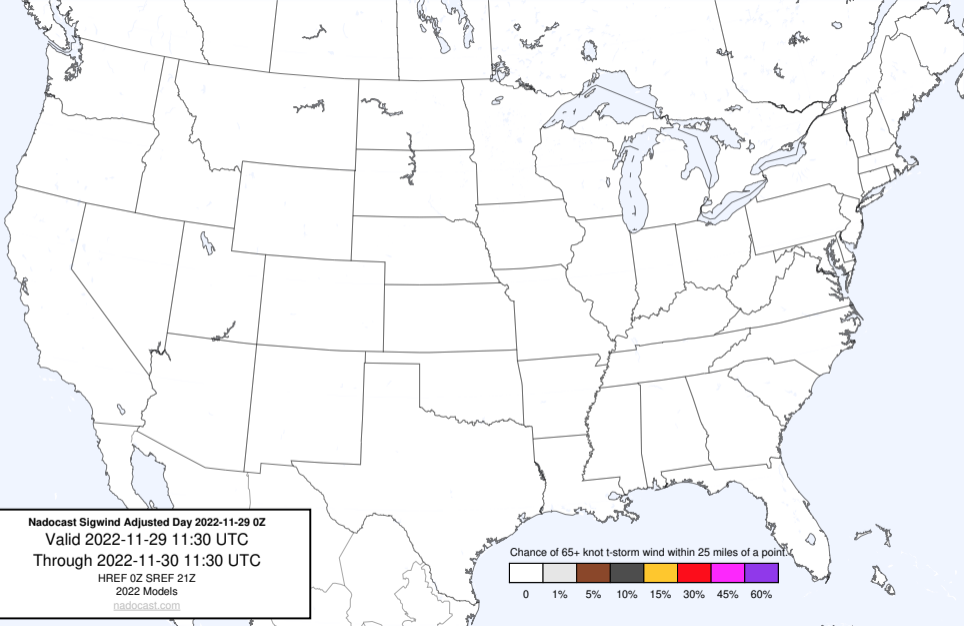 Nadocast Sigwind Adjusted Day 2022-11-29 0Z
Valid 2022-11-29 11:30 UTC
Through 2022-11-30 11:30 UTC
HREF 0Z SREF 21Z
2022 Models
nadocast.com
Chance of 65+ knot t-storm wind within 25 miles of a point.
0 1% 5% 10% 15% 30% 45% 60%